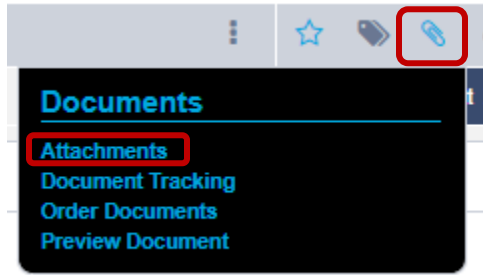 Documents
t
Attachments
Document Tracking
Order Documents
Preview Document